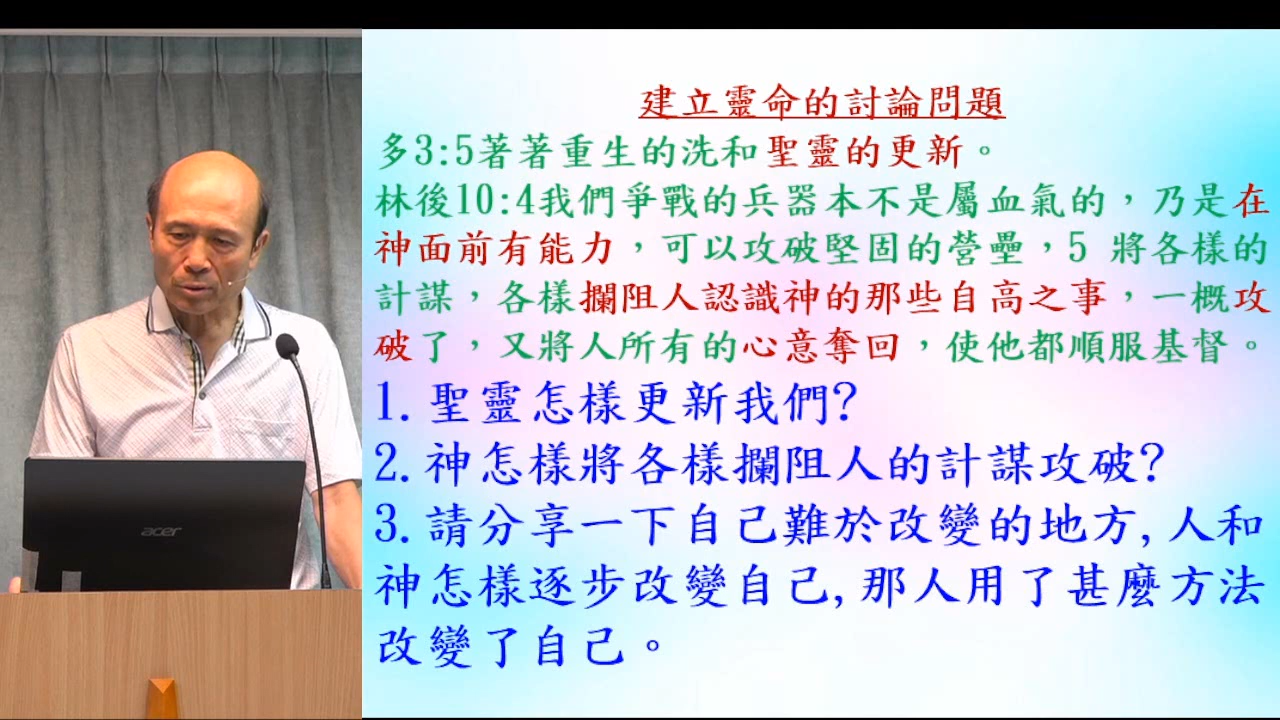 建立靈命的討論問題
多3:5著著重生的洗和聖靈的更新。
林後10:4我們爭戰的兵器本不是屬血氣的，乃是在
神面前有能力，可以攻破堅固的營壘，5 將各樣的
計謀，各樣攔阻人認識神的那些自高之事，一概攻
破了，又將人所有的心意奪回，使他都順服基督。
1.聖靈怎樣更新我們?
2.神怎樣將各樣攔阻人的計謀攻破?
3.請分享一下自己難於改變的地方,人和
神怎樣逐步改變自己,那人用了甚麼方法
改變了自己。
acer